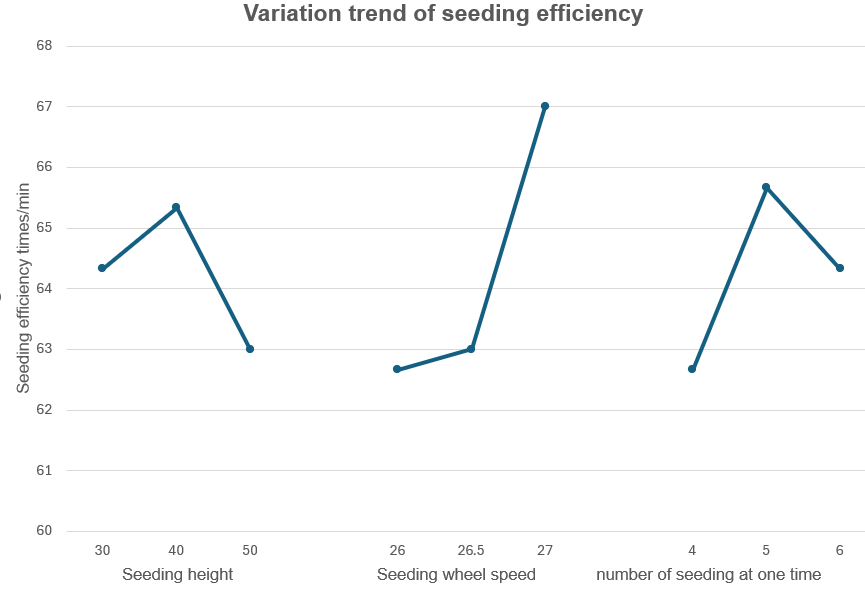 Variation trend of seeding efficiency
Seeding efficiency times/min
68
67
66
65
64
63
62
61
60
30 40 50 26 26.5 27 4 5 6
Seeding height Seeding wheel speed number of seeding at one time